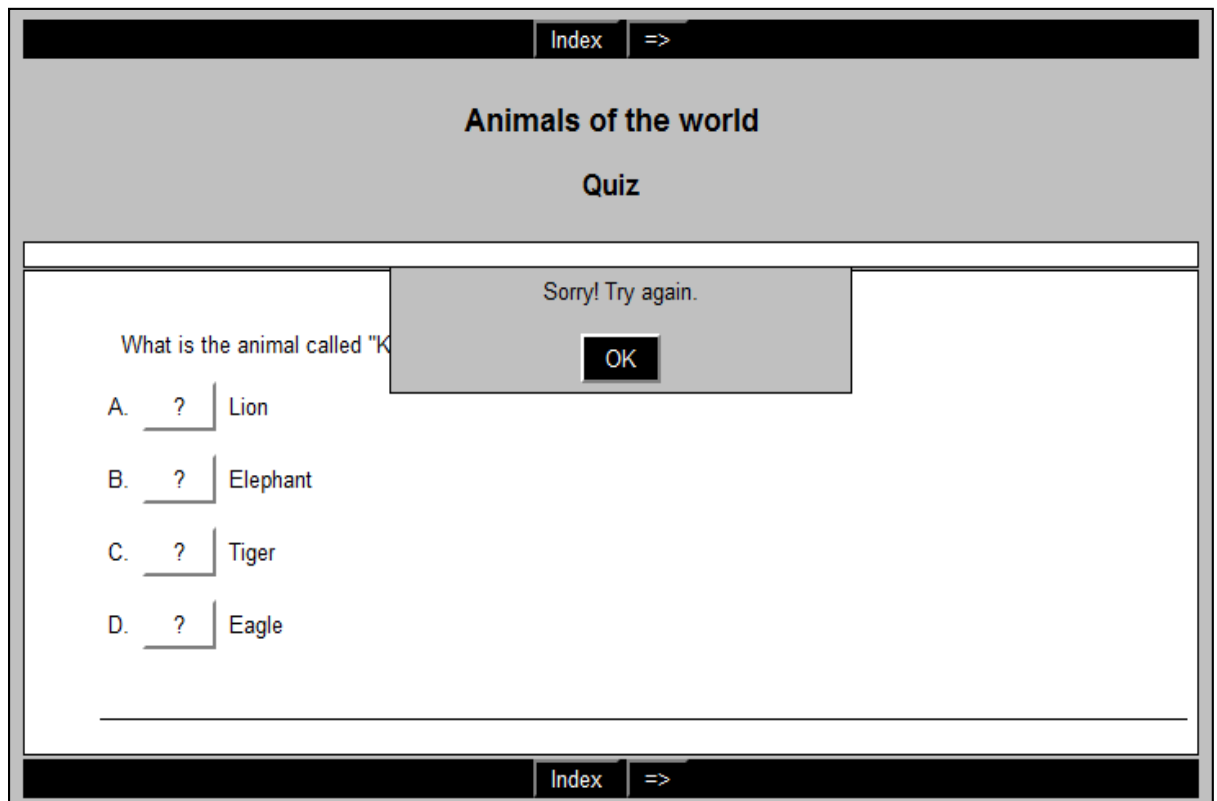 Index =>
Animals of the world
Quiz
Sorry! Try again.
What is the animal called "K
OK
A. ? Lion
B. ? Elephant
C. ? Tiger
D. ? Eagle
Index =>